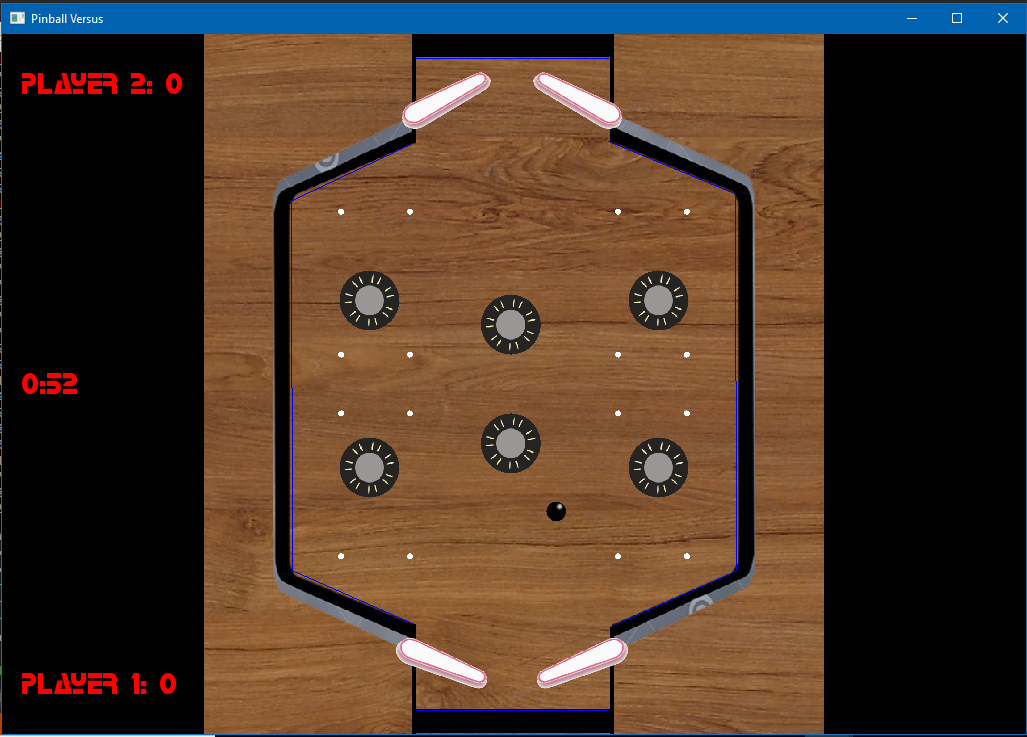 Pinball Versus
PLAYER 2: 0
0:52
PLAYER 1: 0